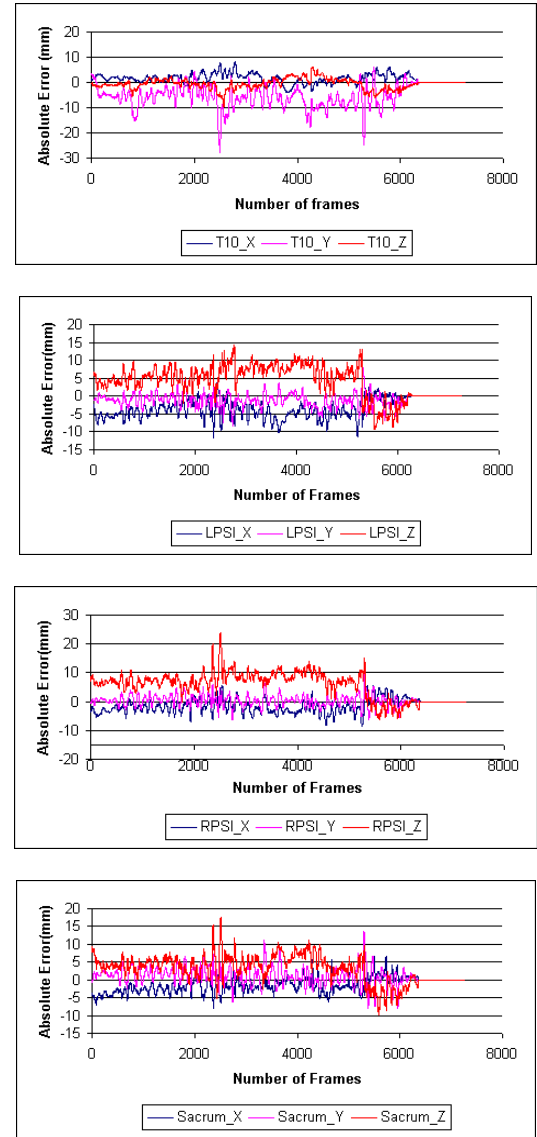 20
10
0
-10
-20
-30
Absolute Error (mm)
0 2000 4000 6000 8000
Number of frames
T10_X T10_Y T10_Z
20
15
10
5
0
-5
-10
-15
Absolute Error(mm)
0 2000 4000 6000 8000
Number of Frames
LPSI_X LPSI_Y LPSI_Z
30
20
10
0
-10
-20
Absolute Error(mm)
0 2000 4000 6000 8000
Number of Frames
RPSI_X RPSI_Y RPSI_Z
20
15
10
5
0
-5
-10
-15
Absolute Error(mm)
0 2000 4000 6000 8000
Number of Frames
Sacrum_X Sacrum_Y Sacrum_Z